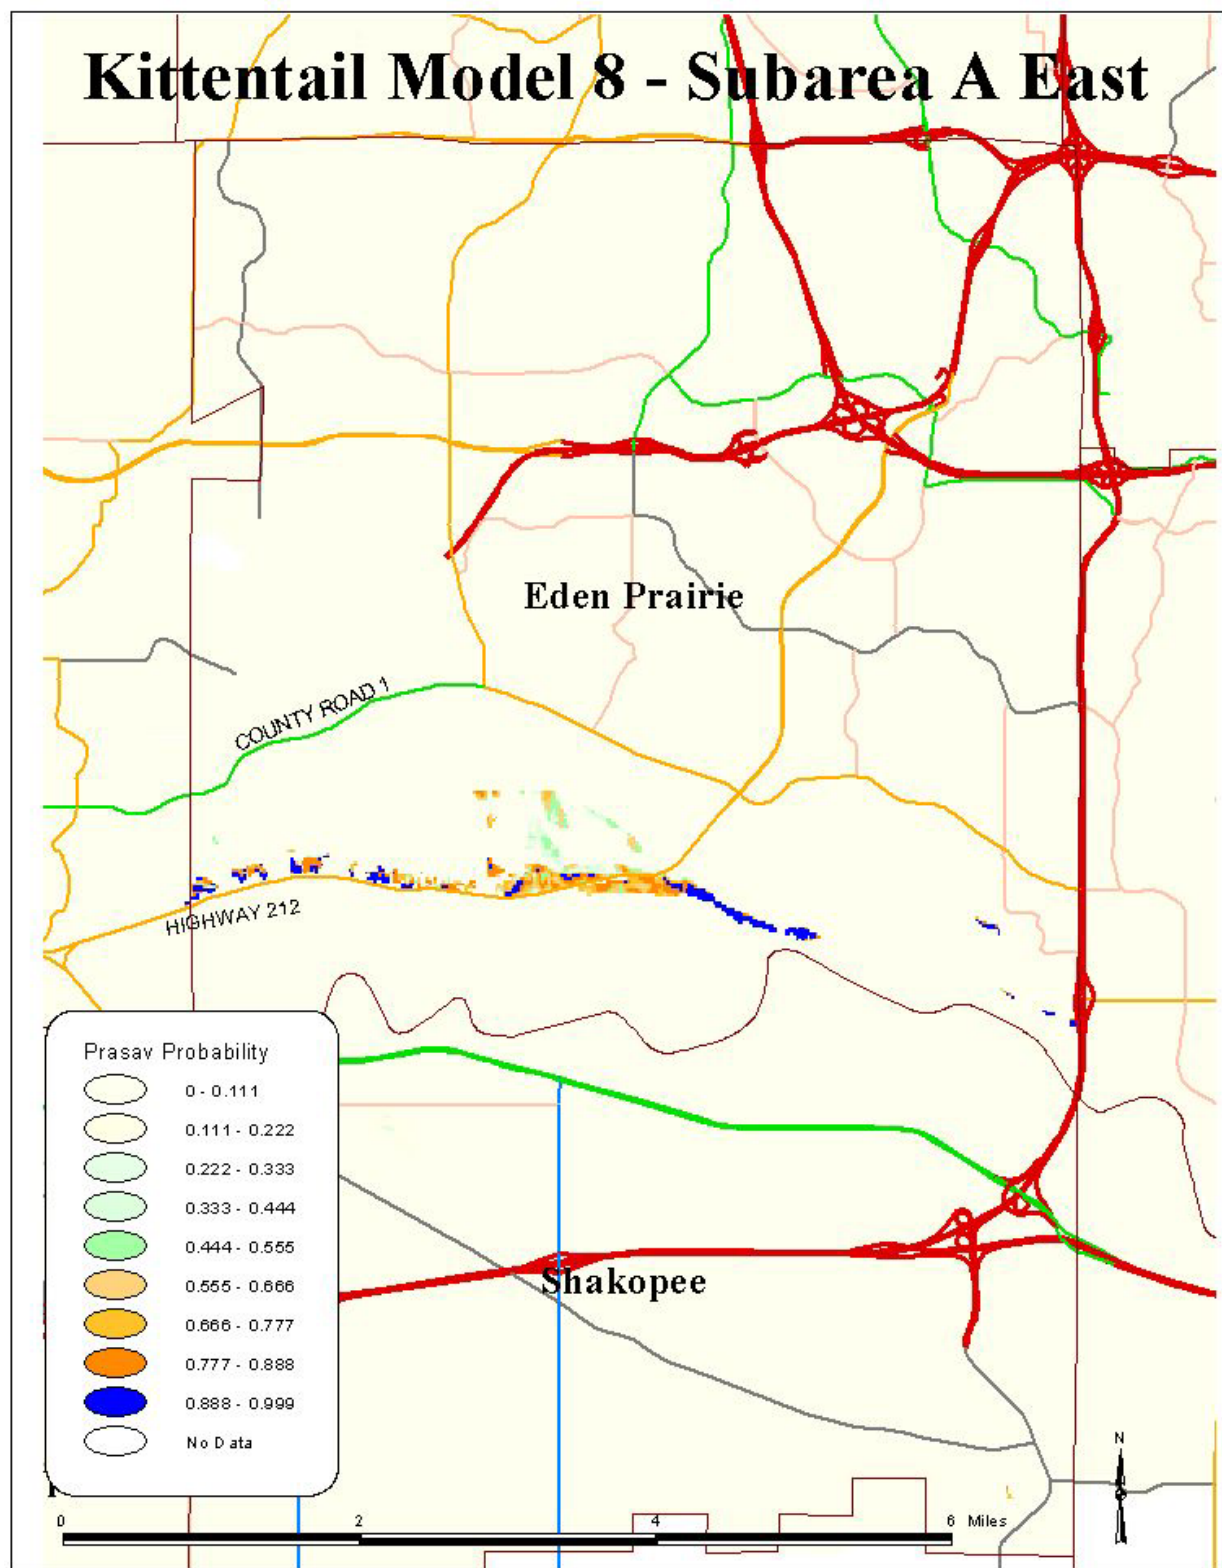 Kittentail Model 8 - Subarea A East
Eden Prairie
COUNTY ROAD 1
HIGHWAY 212
Prasav Probability
0 - 0.111
0.111 - 0.222
0.222 - 0.333
0.333 - 0.444
0.444 - 0.555
0.555 - 0.666
0.666 - 0.777
0.777 - 0.888
0.888 - 0.999
No Data
Shakopee
N
0 2 4 6 Miles